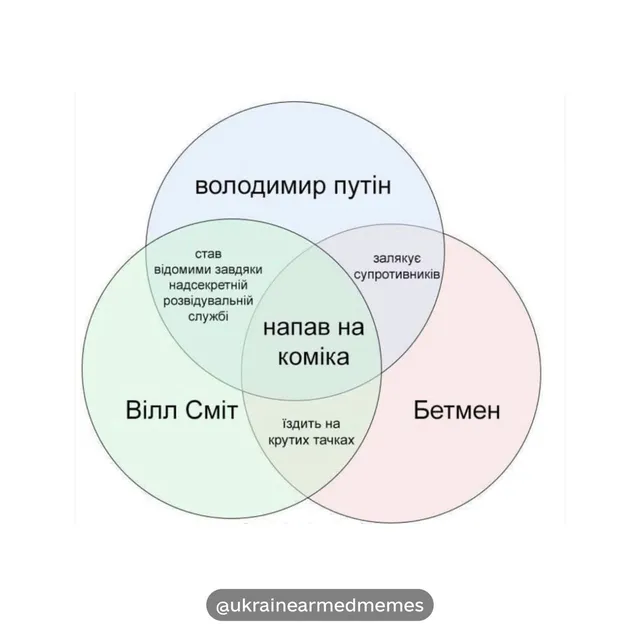 володимир путін
став
відомими завдяки
надсекретній
розвідувальній
службі
залякує
супротивників
напав на
коміка
Вілл Сміт
Бетмен
їздить на
крутих тачках
@ukrainearmedmemes